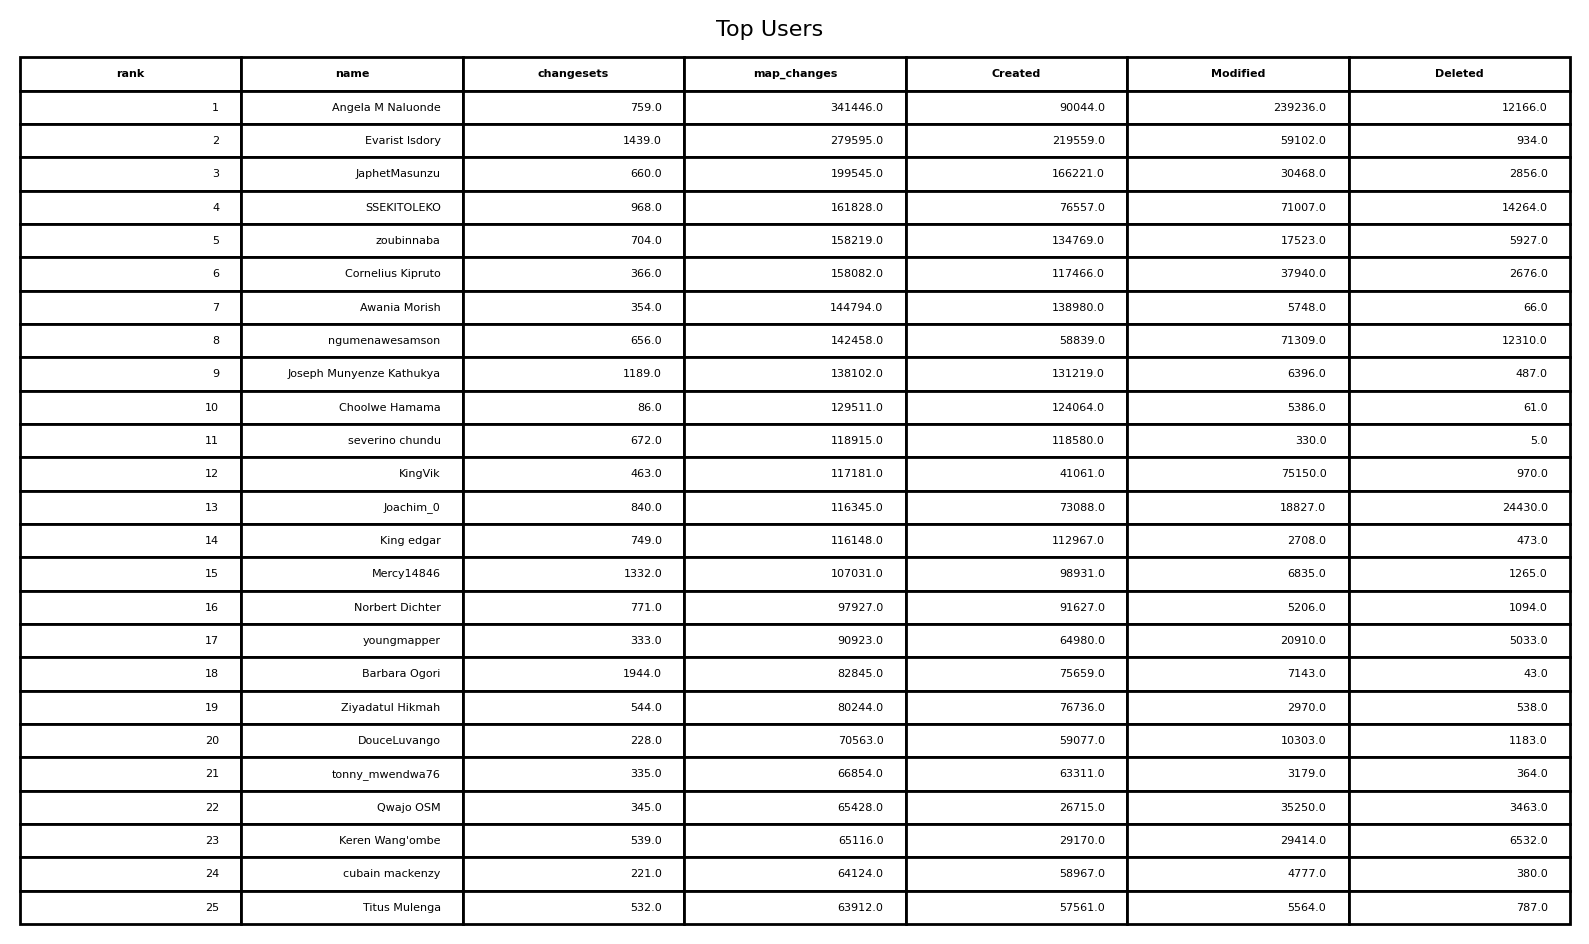 Top Users
rank name changesets map_changes Created Modified Deleted
1 Angela M Naluonde 759.0 341446.0 90044.0 239236.0 12166.0
2 Evarist Isdory 1439.0 279595.0 219559.0 59102.0 934.0
3 JaphetMasunzu 660.0 199545.0 166221.0 30468.0 2856.0
4 SSEKITOLEKO 968.0 161828.0 76557.0 71007.0 14264.0
5 zoubinnaba 704.0 158219.0 134769.0 17523.0 5927.0
6 Cornelius Kipruto 366.0 158082.0 117466.0 37940.0 2676.0
7 Awania Morish 354.0 144794.0 138980.0 5748.0 66.0
8 ngumenawesamson 656.0 142458.0 58839.0 71309.0 12310.0
9 Joseph Munyenze Kathukya 1189.0 138102.0 131219.0 6396.0 487.0
10 Choolwe Hamama 86.0 129511.0 124064.0 5386.0 61.0
11 severino chundu 672.0 118915.0 118580.0 330.0 5.0
12 KingVik 463.0 117181.0 41061.0 75150.0 970.0
13 Joachim_0 840.0 116345.0 73088.0 18827.0 24430.0
14 King edgar 749.0 116148.0 112967.0 2708.0 473.0
15 Mercy14846 1332.0 107031.0 98931.0 6835.0 1265.0
16 Norbert Dichter 771.0 97927.0 91627.0 5206.0 1094.0
17 youngmapper 333.0 90923.0 64980.0 20910.0 5033.0
18 Barbara Ogori 1944.0 82845.0 75659.0 7143.0 43.0
19 Ziyadatul Hikmah 544.0 80244.0 76736.0 2970.0 538.0
20 DouceLuvango 228.0 70563.0 59077.0 10303.0 1183.0
21 tonny_mwendwa76 335.0 66854.0 63311.0 3179.0 364.0
22 Qwajo OSM 345.0 65428.0 26715.0 35250.0 3463.0
23 Keren Wang'ombe 539.0 65116.0 29170.0 29414.0 6532.0
24 cubain mackenzy 221.0 64124.0 58967.0 4777.0 380.0
25 Titus Mulenga 532.0 63912.0 57561.0 5564.0 787.0